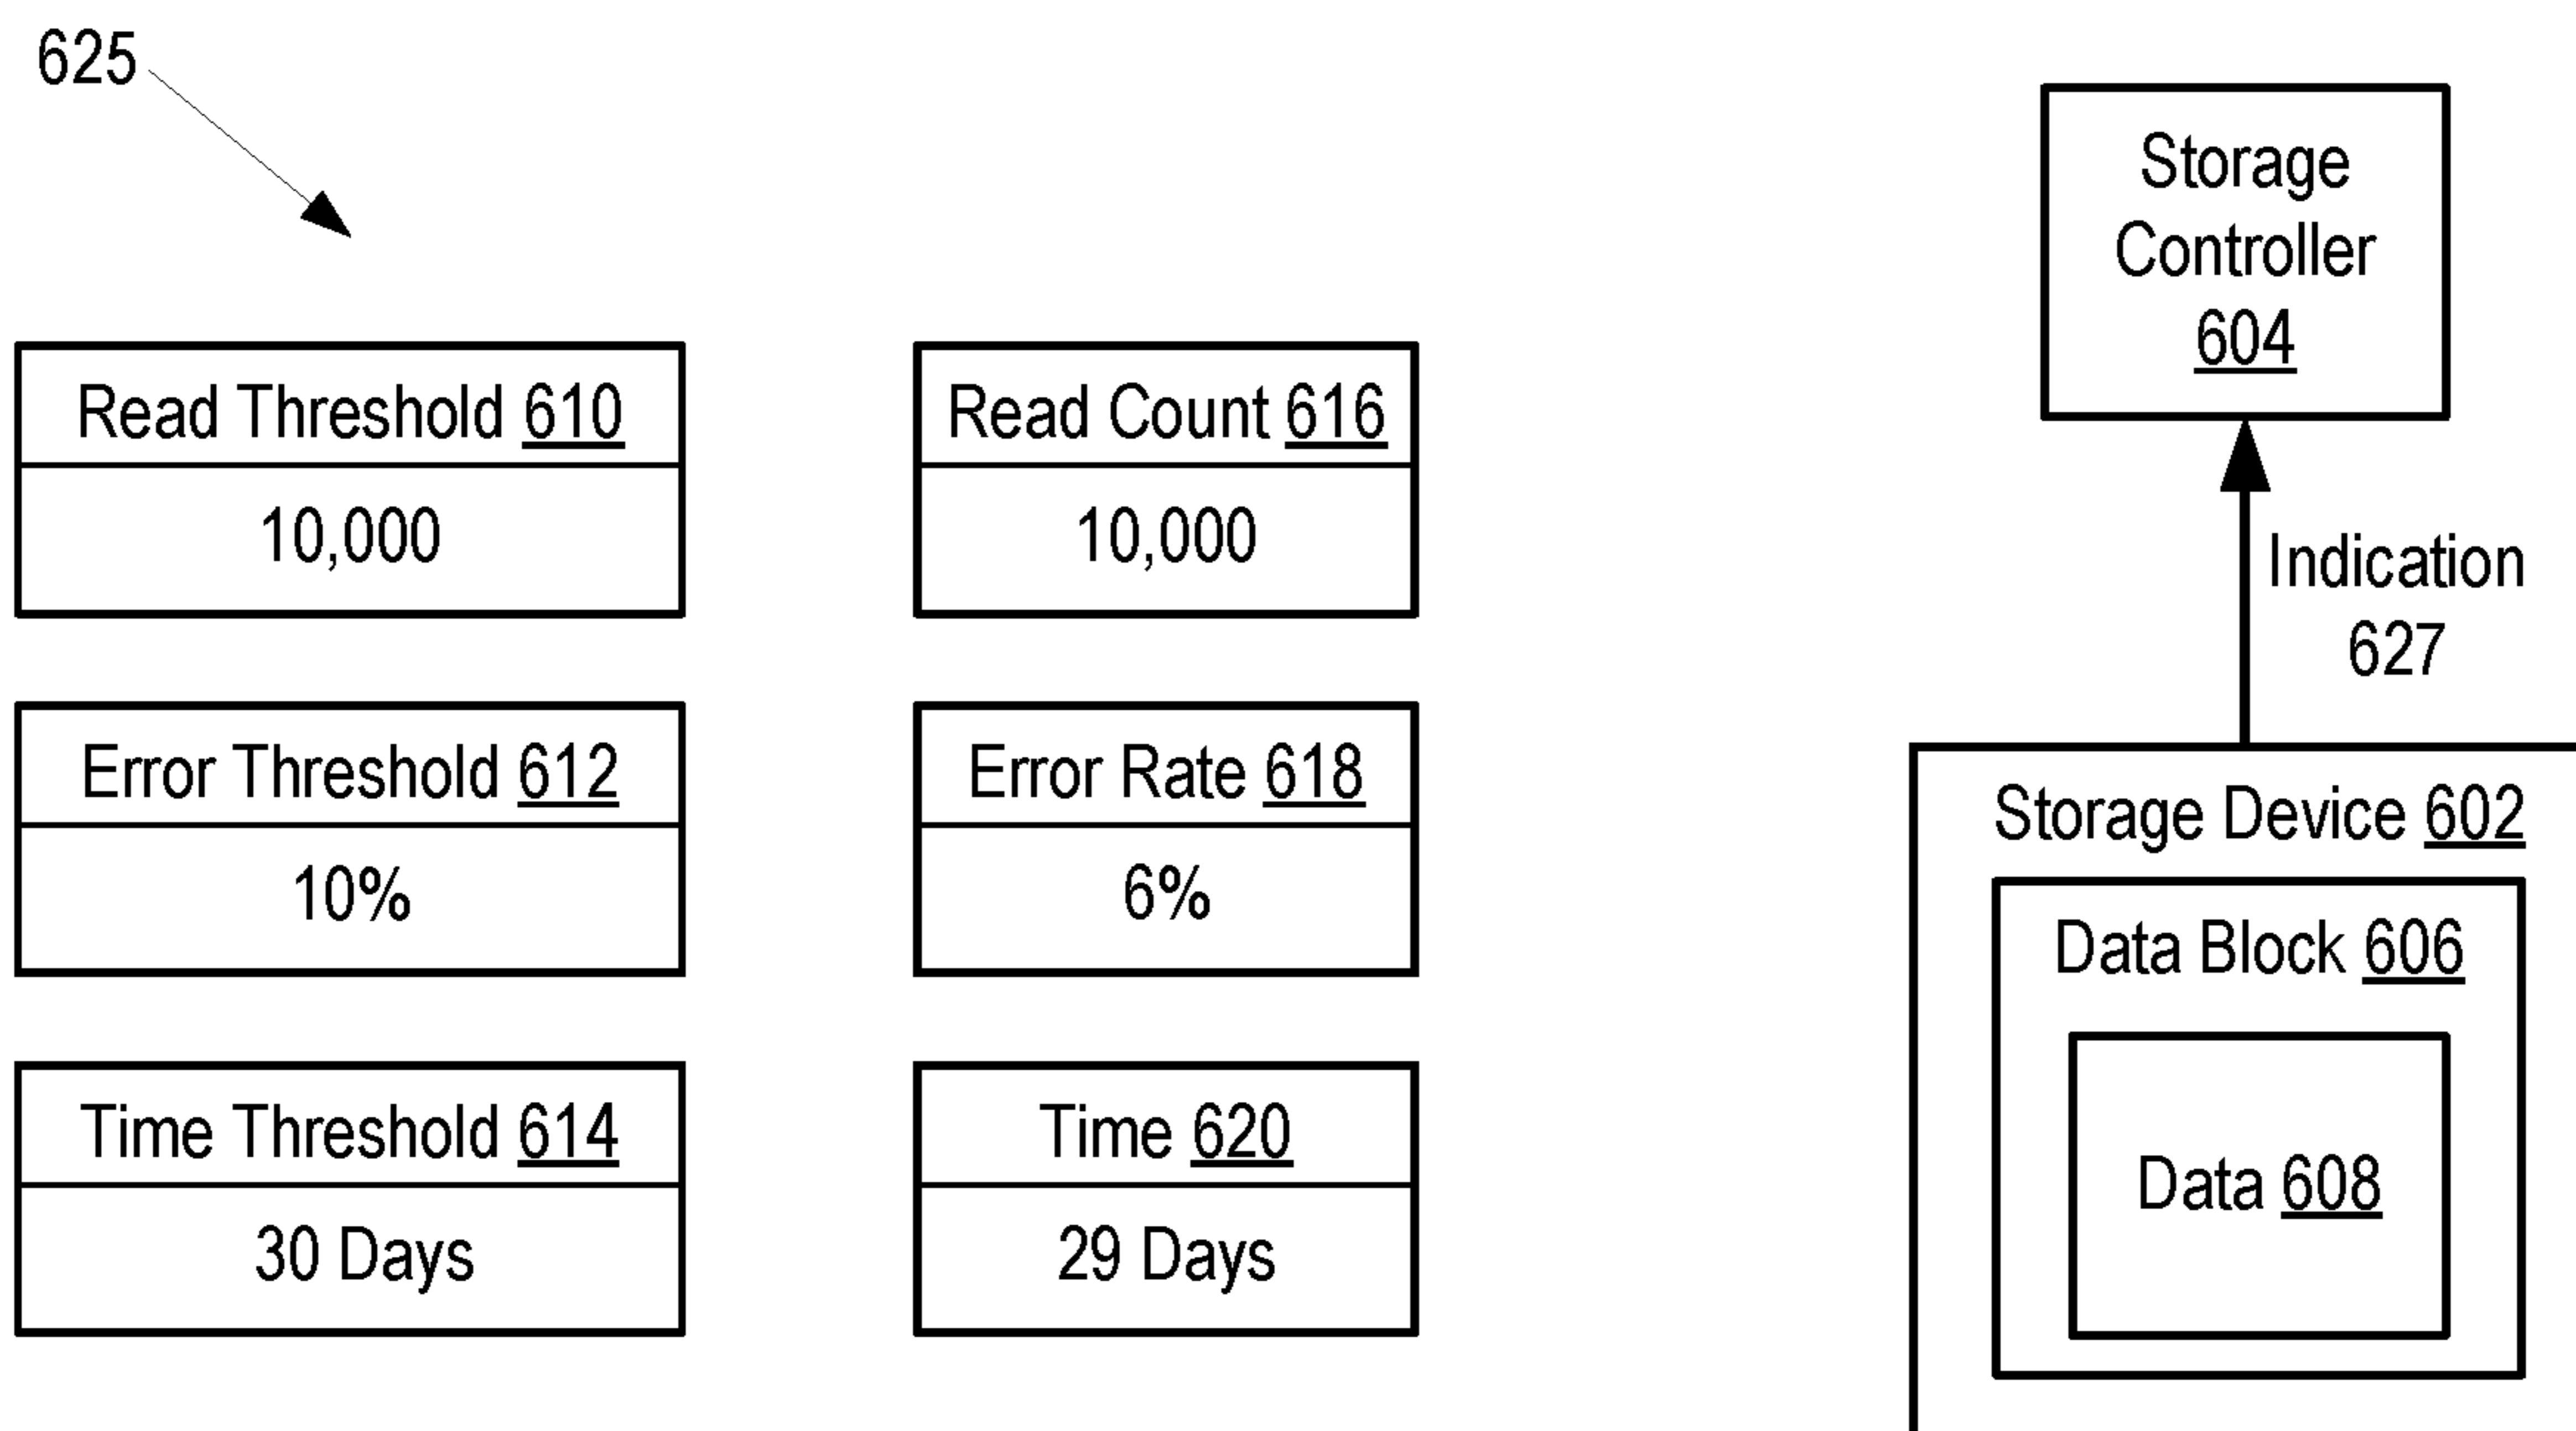 625
Read Threshold 610
10,000
Read Count 616
10,000
Error Threshold 612
10%
Error Rate 618
6%
Time Threshold 614
30 Days
Time 620
29 Days
Storage
Controller
604
Indication
627
Storage Device 602
Data Block 606
Data 608